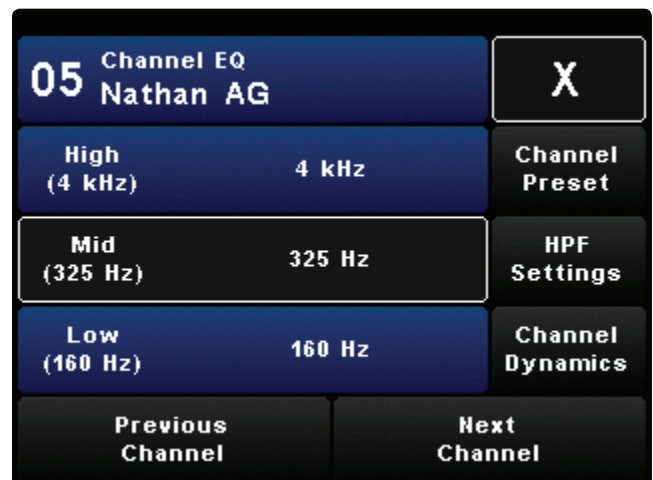 05 Channel EQ
Nathan AG
X
High
(4 kHz)
4 kHz
Channel
Preset
Mid
(325 Hz)
325 Hz
HPF
Settings
Low
(160 Hz)
160 Hz
Channel
Dynamics
Previous
Channel
Next
Channel